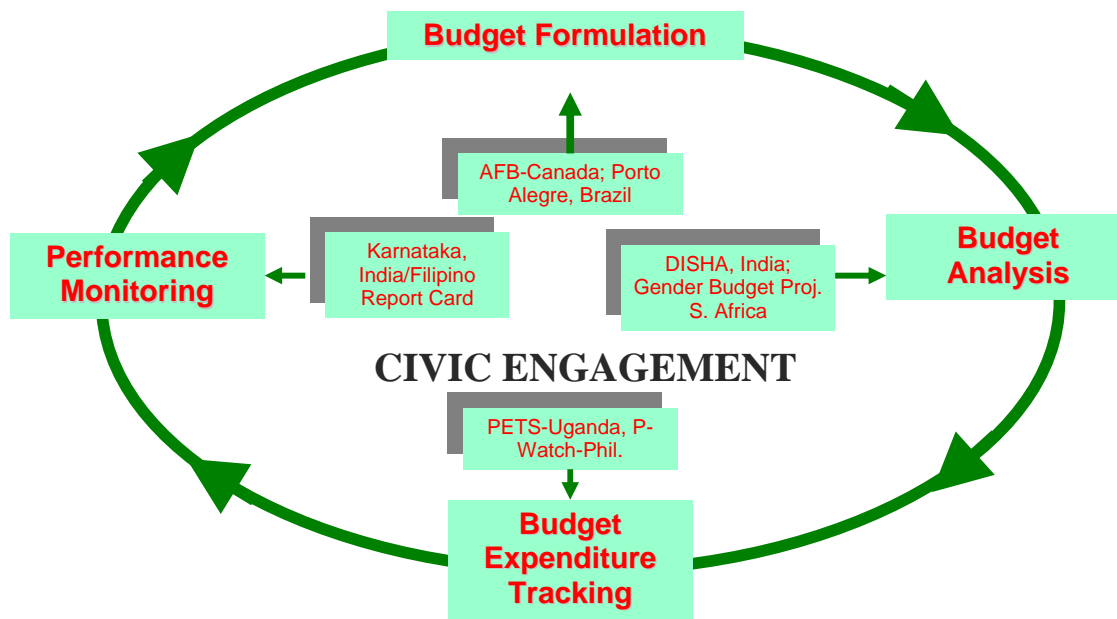 Budget Formulation
AFB-Canada; Porto
Alegre, Brazil
Performance
Monitoring
Karnataka,
India/Filipino
Report Card
DISHA, India;
Gender Budget Proj.
S. Africa
Budget
Analysis
CIVIC ENGAGEMENT
PETS-Uganda, P-
Watch-Phil.
Budget
Expenditure
Tracking